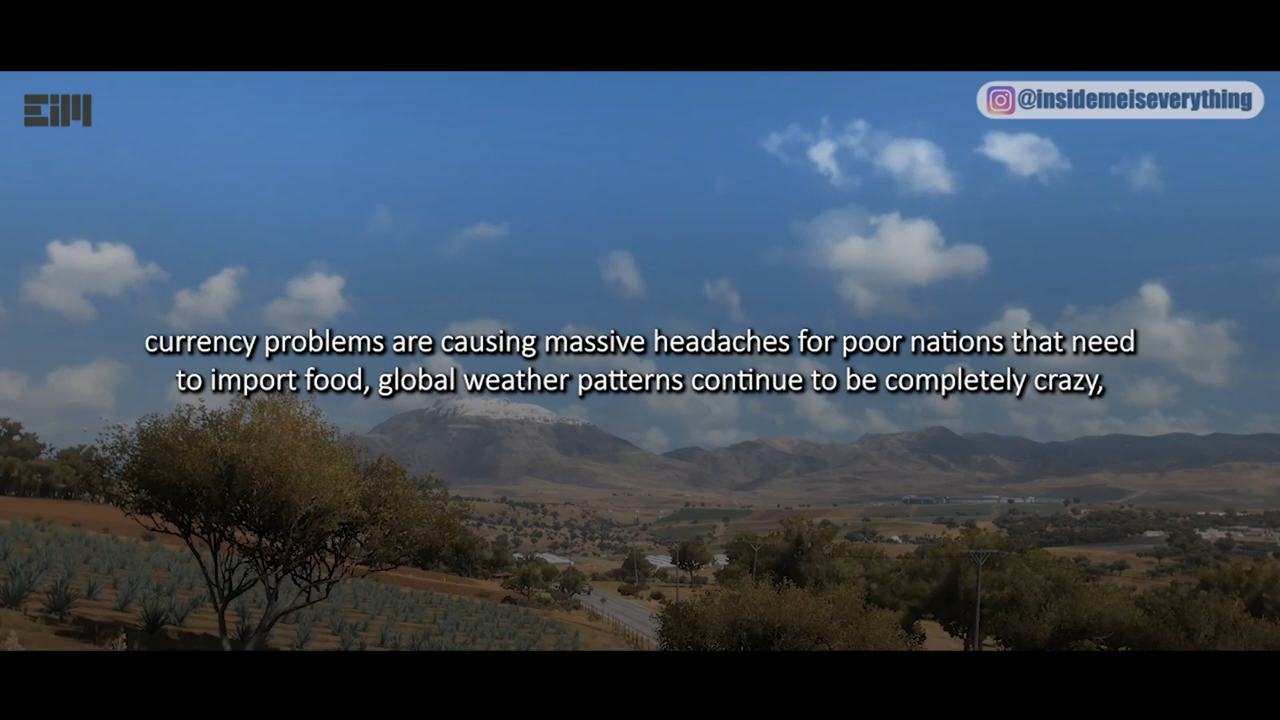 EiM
@insidemeiseverything
currency problems are causing massive headaches for poor nations that need
to import food, global weather patterns continue to be completely crazy,